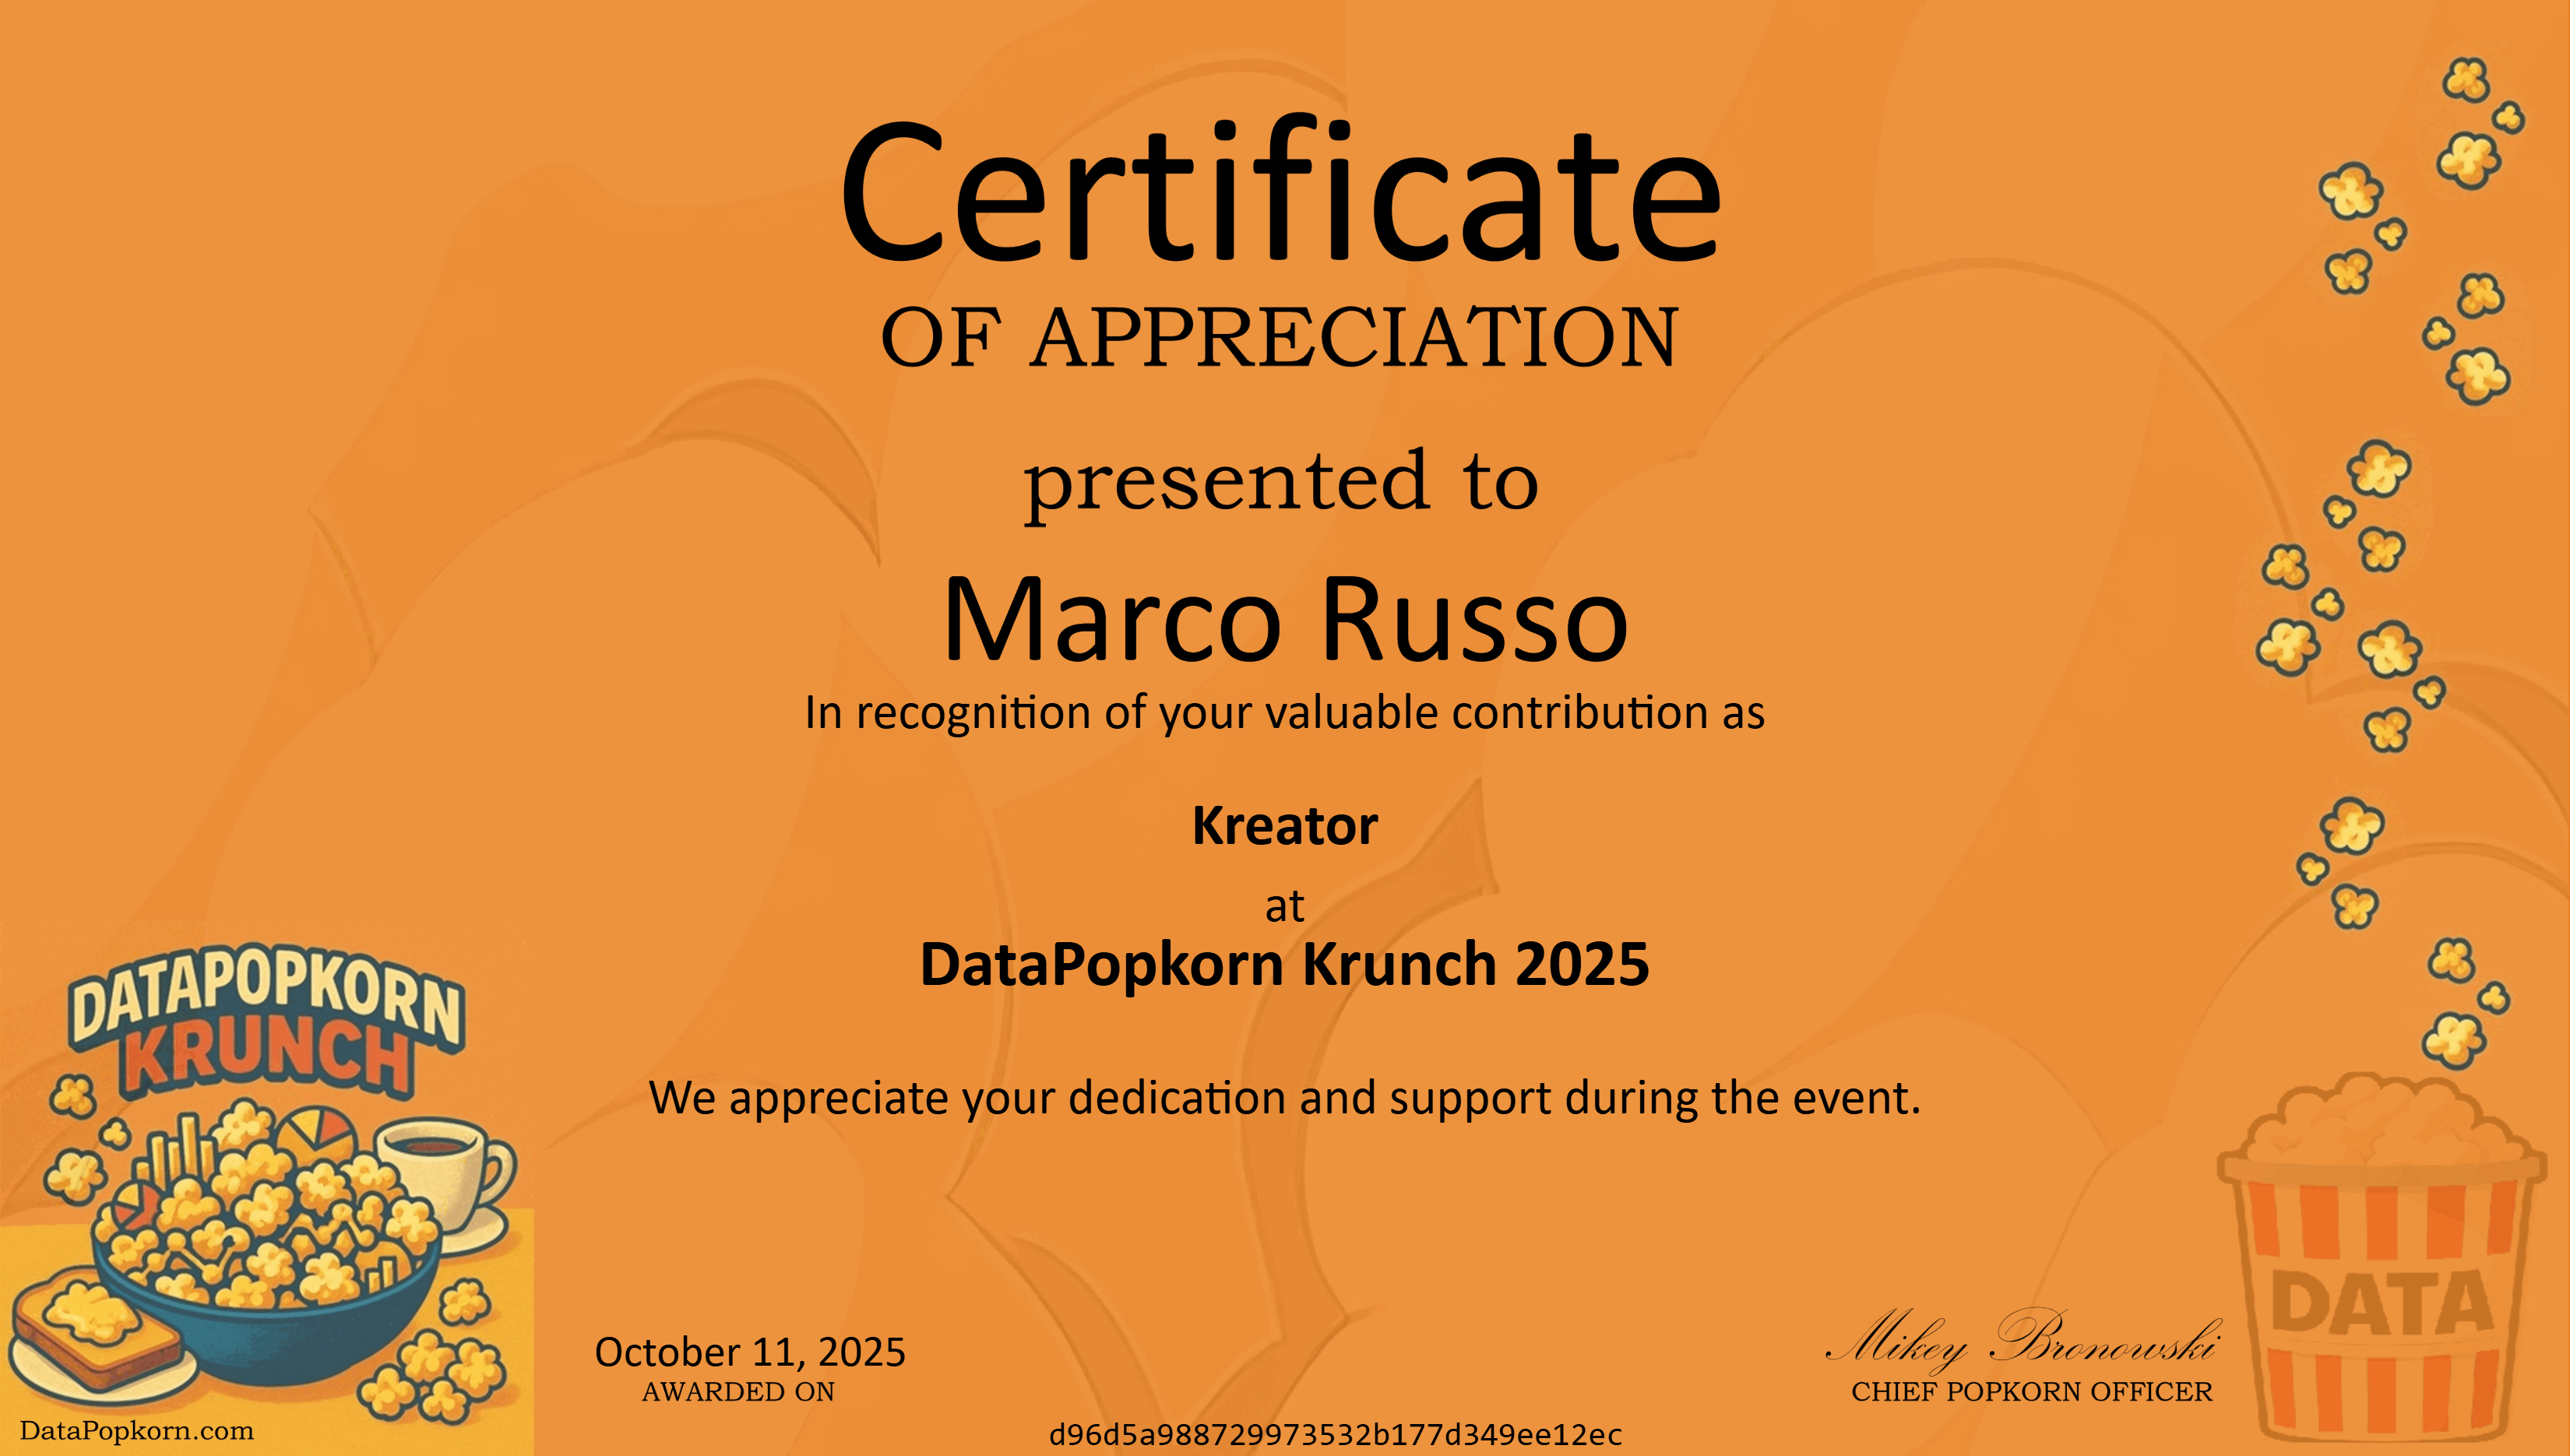 Certificate
OF APPRECIATION
presented to
Marco Russo
In recognition of your valuable contribution as
Kreator
at
DataPopkorn Krunch 2025
DATAPOPKORN
KRUNCH
We appreciate your dedication and support during the event.
DATA
October 11, 2025
AWARDED ON
Mikey Bronowski
CHIEF POPKORN OFFICER
DataPopkorn.com
d96d5a988729973532b177d349ee12ec